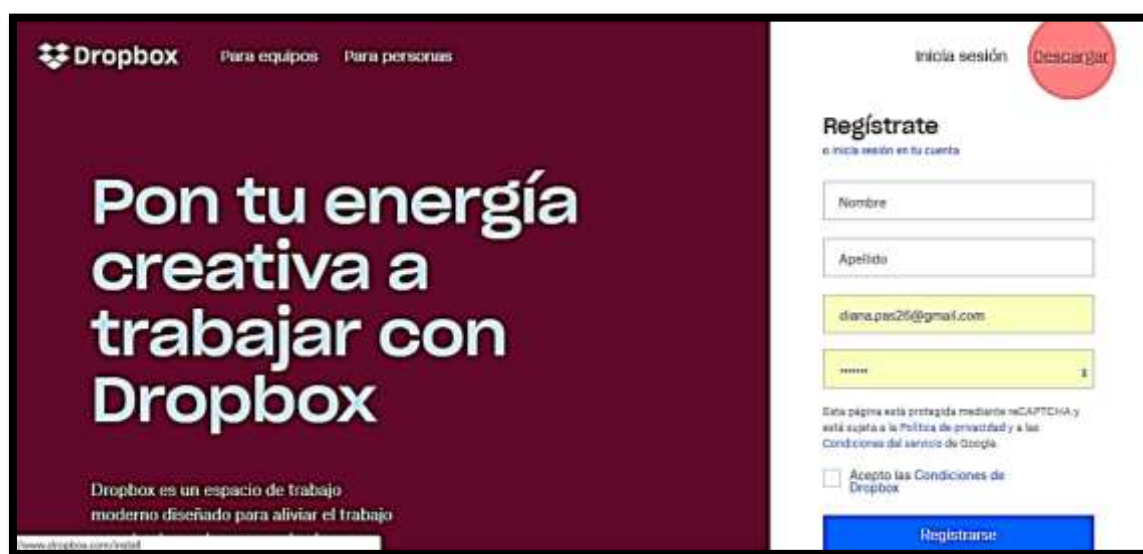 Dropbox Para equipos Para personas
Inicia sesión Descargar
Pon tu energía
creativa a
trabajar con
Dropbox
Dropbox es un espacio de trabajo
moderno diseñado para aliviar el trabajo
www.dropbox.com/install
Regístrate
o inicia sesión en tu cuenta
Nombre
Apellido
diana.pas26@gmail.com
Esta página está protegida mediante reCAPTCHA y
está sujeta a la Política de privacidad y a las
Condiciones del servicio de Google.
Acepto las Condiciones de
Dropbox
Registrarse